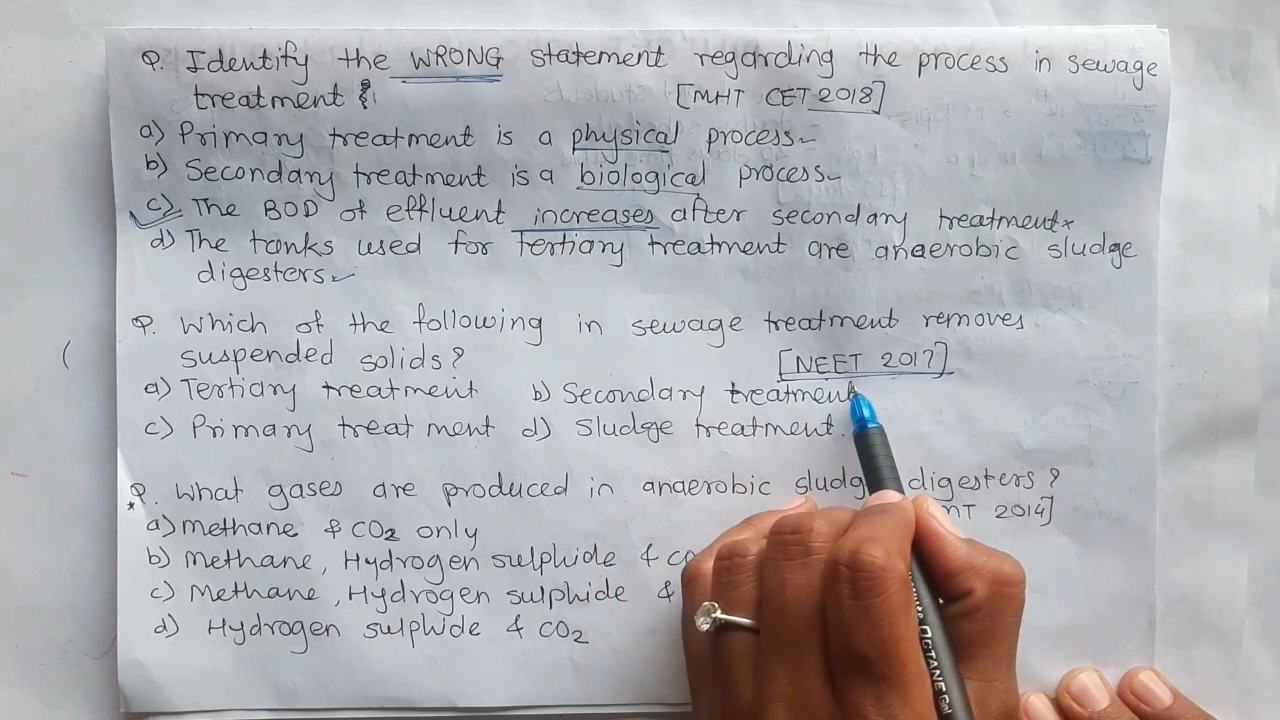 Q. Identify the WRONG statement regarding the process in sewage
treatment :
[MHT CET 2018]
a) Primary treatment is a physical process
b) Secondary treatment is a biological process
c) The BOD of effluent increases after secondary treatment
d) The tanks used for tertiary treatment are anaerobic sludge
digesters
Q. Which of the following in sewage treatment removes
suspended solids?
[NEET 2017]
a) Tertiary treatment b) Secondary treatment
c) Primary treatment d) Sludge treatment.
Q. What gases are produced in anaerobic sludge digesters?
2014]
a) methane & CO2 only
b) Methane, Hydrogen sulphide &
c) Methane, Hydrogen sulphide &
d) Hydrogen sulphide & CO2
OCTANE Gel